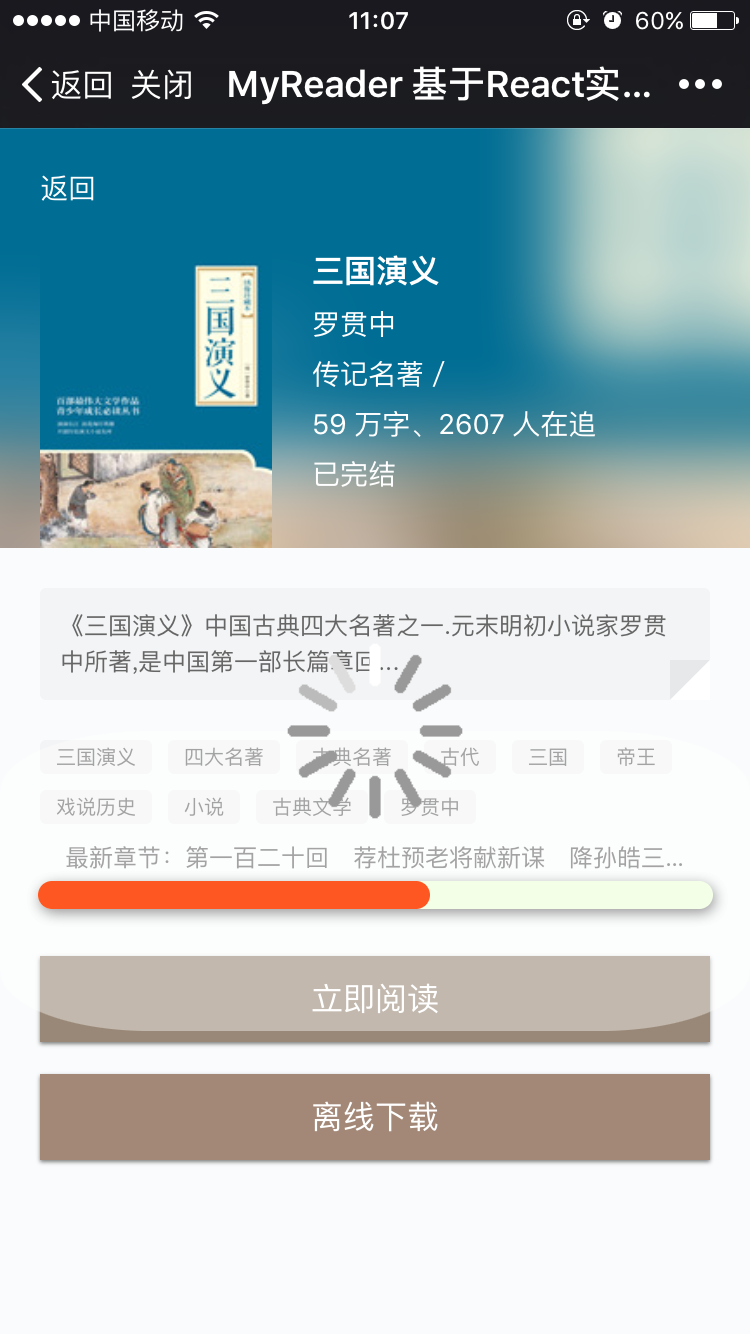 中国移动 11:07 60%
返回 关闭 MyReader 基于React实...
返回
三国演义
三国演义
罗贯中
传记名著 /
59 万字、2607 人在追
已完结
百部最伟大文学作品
青少年成长必读丛书
《三国演义》中国古典四大名著之一.元末明初小说家罗贯
中所著,是中国第一部长篇章回...
三国演义 四大名著 古典名著 古代 三国 帝王
戏说历史 小说 古典文学 罗贯中
最新章节：第一百二十回 荐杜预老将献新谋 降孙皓三...
立即阅读
离线下载